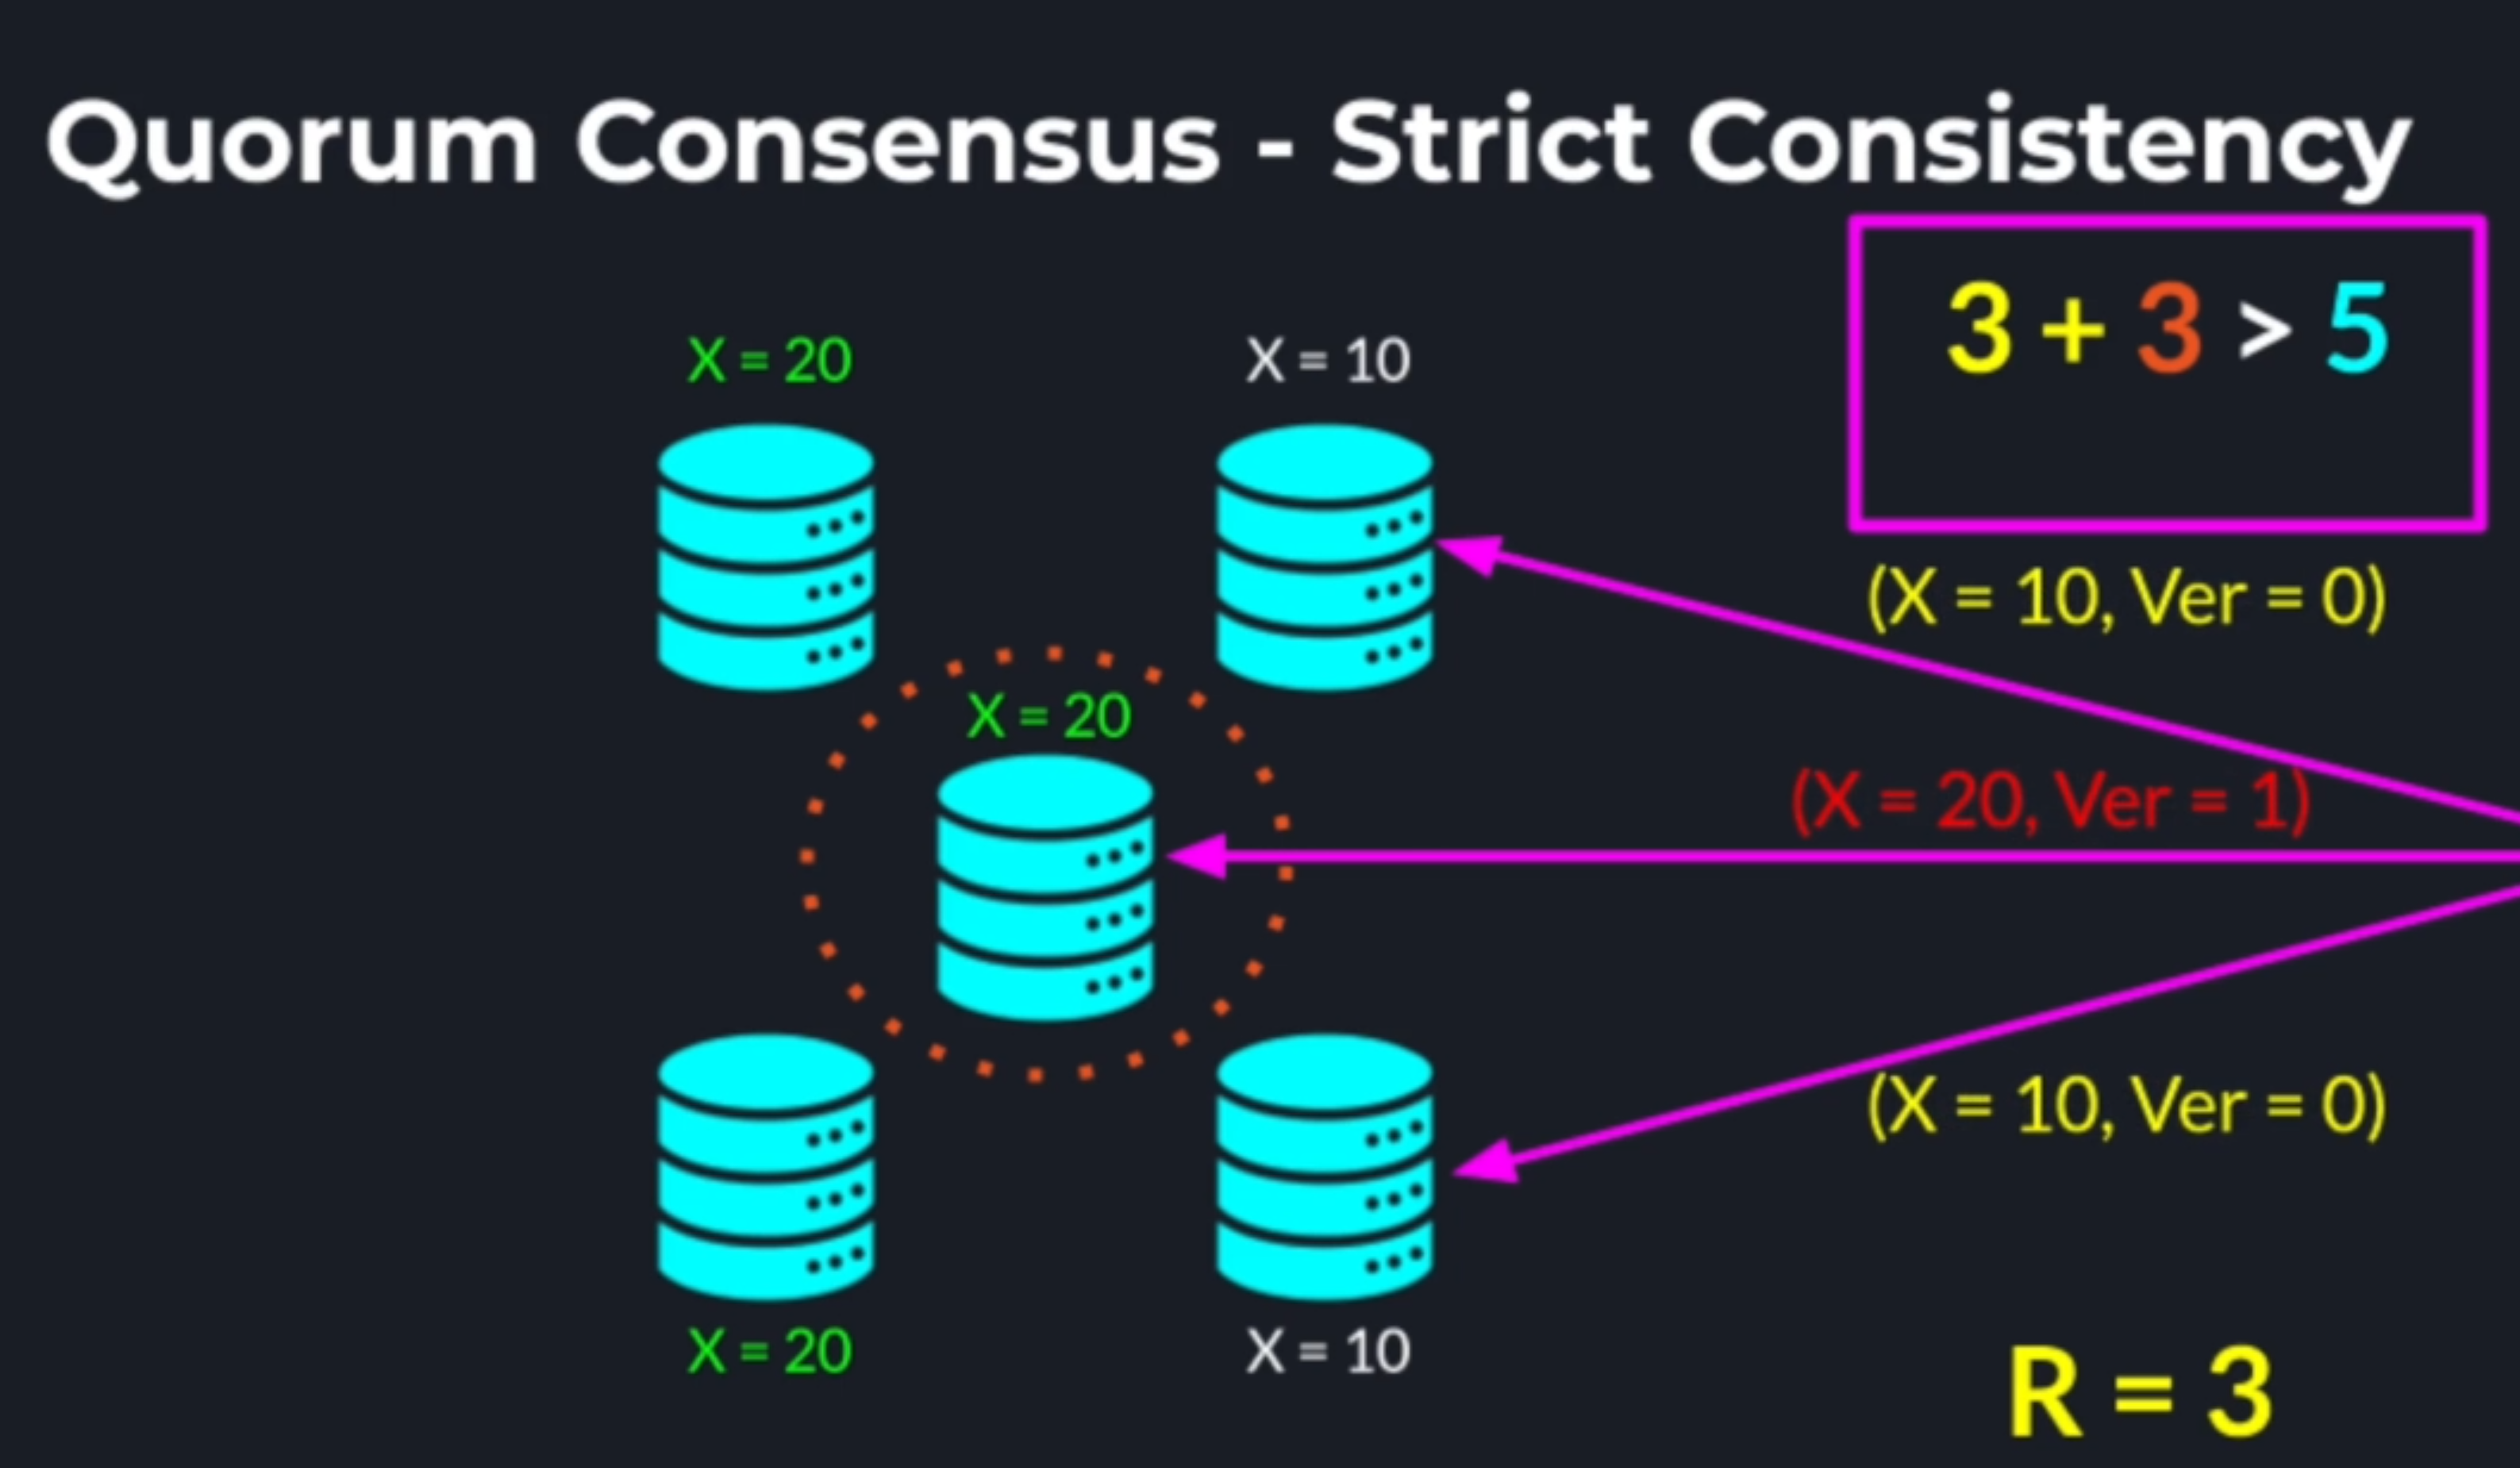 Quorum Consensus - Strict Consistency
3 + 3 > 5
X = 20
X = 10
(X = 10, Ver = 0)
X = 20
(X = 20, Ver = 1)
(X = 10, Ver = 0)
X = 20
X = 10
R = 3